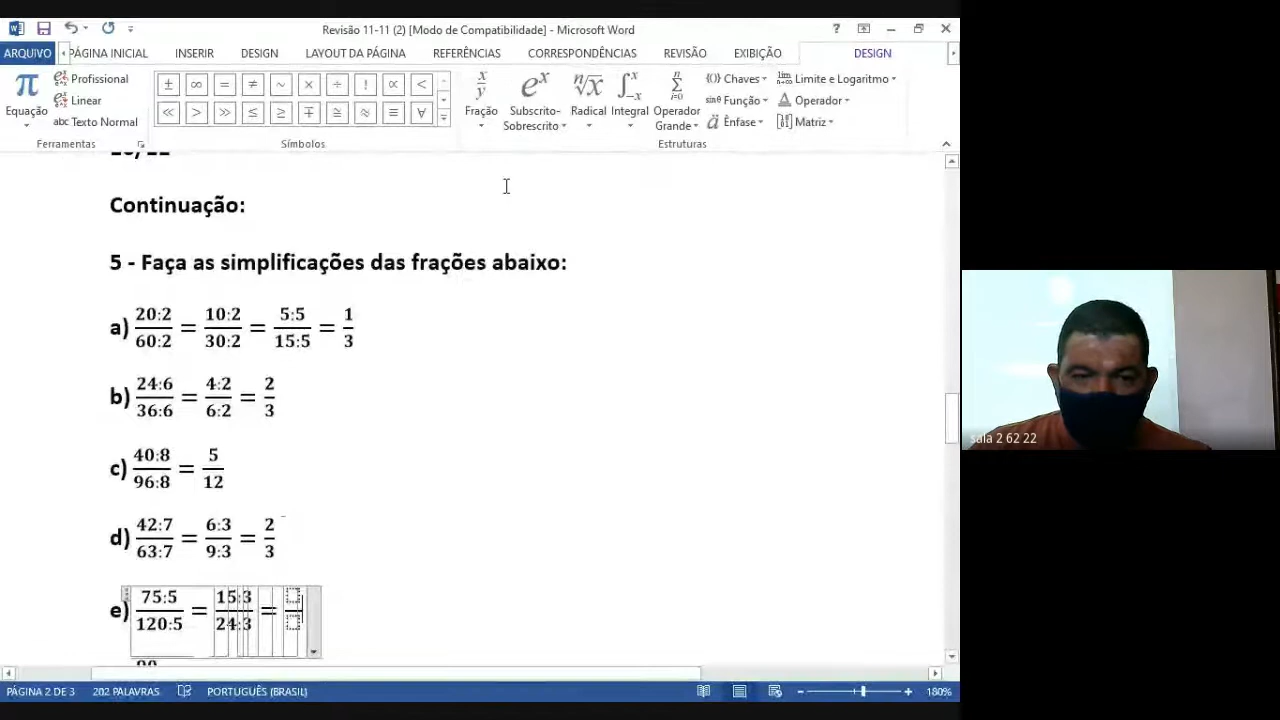 Revisão 11-11 (2) [Modo de Compatibilidade] - Microsoft Word
ARQUIVO PÁGINA INICIAL INSERIR DESIGN LAYOUT DA PÁGINA REFERÊNCIAS CORRESPONDÊNCIAS REVISÃO EXIBIÇÃO DESIGN
π Equação
Profissional
Linear
abc Texto Normal
Ferramentas
± ∞ = ≠ ~ × ÷ ! ∝ <
≪ > ≫ ≤ ≥ ∓ ≅ ≈ ≡ ∀
Símbolos
x/y Fração
eˣ Subscrito-Sobrescrito
ⁿ√x Radical
Integral
Operador Grande
{()} Chaves
sinθ Função
ä Ênfase
lim Limite e Logaritmo
Operador
Matriz
Estruturas
Continuação:
5 - Faça as simplificações das frações abaixo:
a) 20:2/60:2 = 10:2/30:2 = 5:5/15:5 = 1/3
b) 24:6/36:6 = 4:2/6:2 = 2/3
c) 40:8/96:8 = 5/12
d) 42:7/63:7 = 6:3/9:3 = 2/3
e) 75:5/120:5 = 15:3/24:3 =
sala 2 62 22
PÁGINA 2 DE 3 202 PALAVRAS PORTUGUÊS (BRASIL) 180%